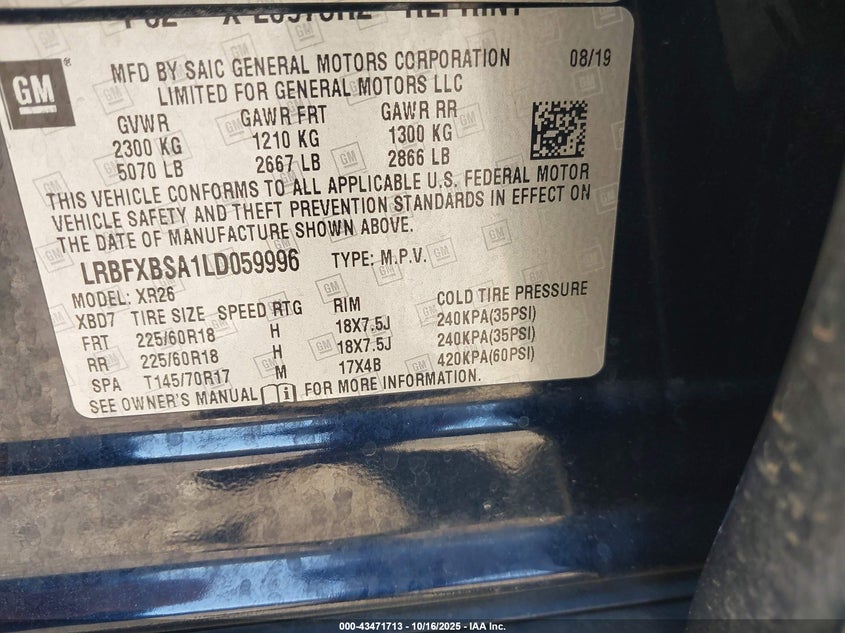 REPRINT
GM
MFD BY SAIC GENERAL MOTORS CORPORATION 08/19
LIMITED FOR GENERAL MOTORS LLC
GVWR GAWR FRT GAWR RR
2300 KG 1210 KG 1300 KG
5070 LB 2667 LB 2866 LB
THIS VEHICLE CONFORMS TO ALL APPLICABLE U.S. FEDERAL MOTOR
VEHICLE SAFETY AND THEFT PREVENTION STANDARDS IN EFFECT ON
THE DATE OF MANUFACTURE SHOWN ABOVE.
LRBFXBSA1LD059996 TYPE: M.P.V.
MODEL: XR26
XBD7 TIRE SIZE SPEED RTG RIM COLD TIRE PRESSURE
FRT 225/60R18 H 18X7.5J 240KPA(35PSI)
RR 225/60R18 H 18X7.5J 240KPA(35PSI)
SPA T145/70R17 M 17X4B 420KPA(60PSI)
SEE OWNER'S MANUAL i FOR MORE INFORMATION.
000-43471713 - 10/16/2025 - IAA Inc.